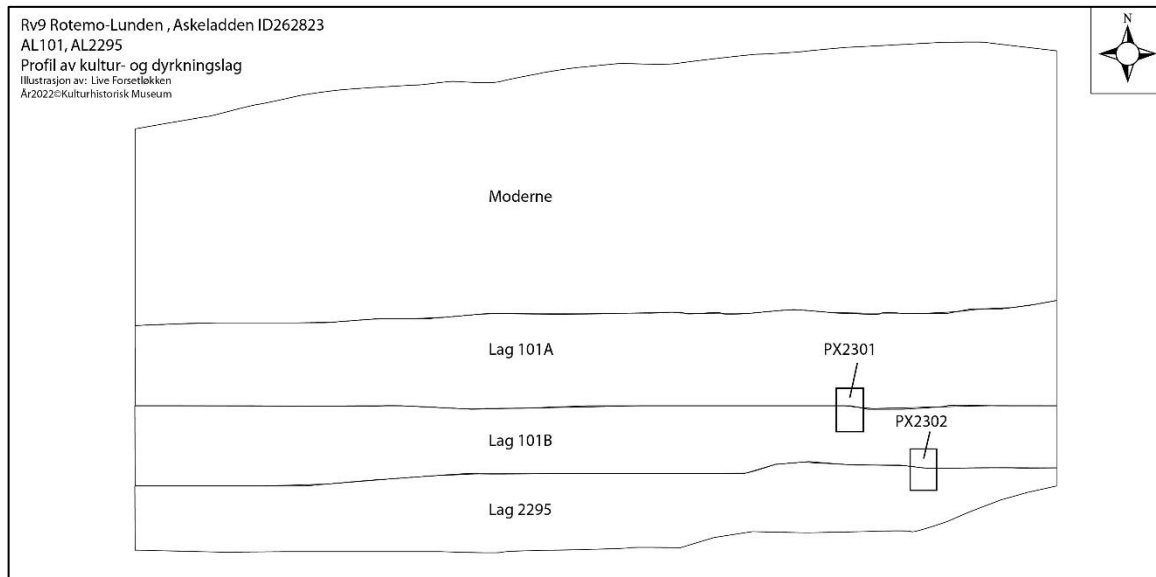 Rv9 Rotemo-Lunden , Askeladden ID262823
AL101, AL2295
Profil av kultur- og dyrkningslag
Illustrasjon av: Live Forsetløkken
År2022©Kulturhistorisk Museum
N
Moderne
Lag 101A
PX2301
Lag 101B
PX2302
Lag 2295